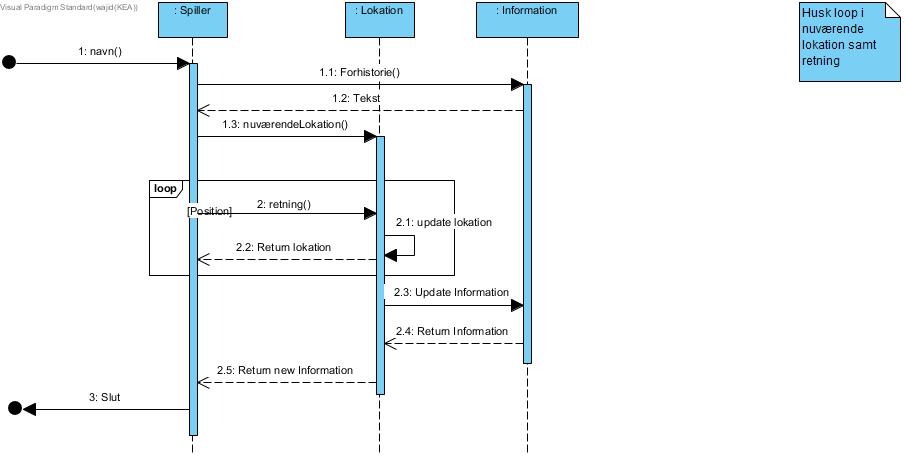 Visual Paradigm Standard(wajid(KEA))
: Spiller
: Lokation
: Information
Husk loop i
nuværende
lokation samt
retning
1: navn()
1.1: Forhistorie()
1.2: Tekst
1.3: nuværendeLokation()
loop
[Position]
2: retning()
2.1: update lokation
2.2: Return lokation
2.3: Update Information
2.4: Return Information
2.5: Return new Information
3: Slut